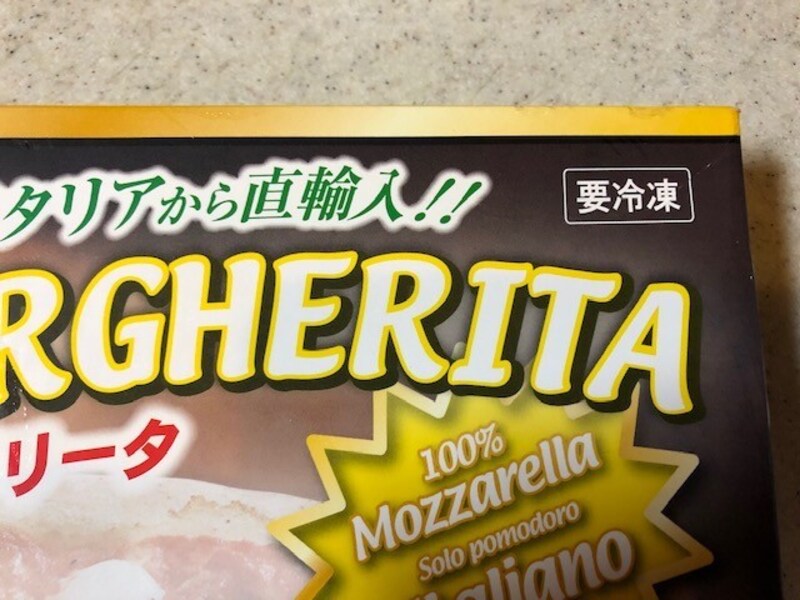 タリアから直輸入!!
要冷凍
RGHERITA
リータ
100%
Mozzarella
Solo pomodoro